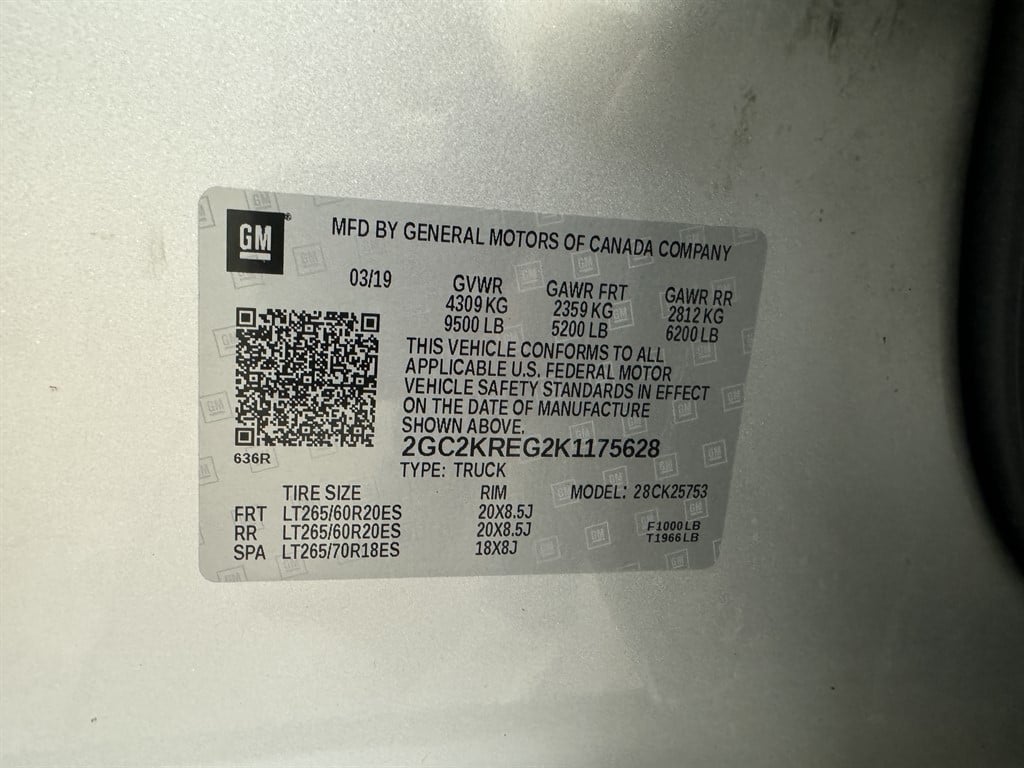 GM
MFD BY GENERAL MOTORS OF CANADA COMPANY
03/19 GVWR GAWR FRT GAWR RR
4309 KG 2359 KG 2812 KG
9500 LB 5200 LB 6200 LB
THIS VEHICLE CONFORMS TO ALL
APPLICABLE U.S. FEDERAL MOTOR
VEHICLE SAFETY STANDARDS IN EFFECT
ON THE DATE OF MANUFACTURE
SHOWN ABOVE.
2GC2KREG2K1175628
636R
TYPE: TRUCK
TIRE SIZE RIM MODEL: 28CK25753
FRT LT265/60R20ES 20X8.5J
RR LT265/60R20ES 20X8.5J
SPA LT265/70R18ES 18X8J
F1000LB
T1966LB